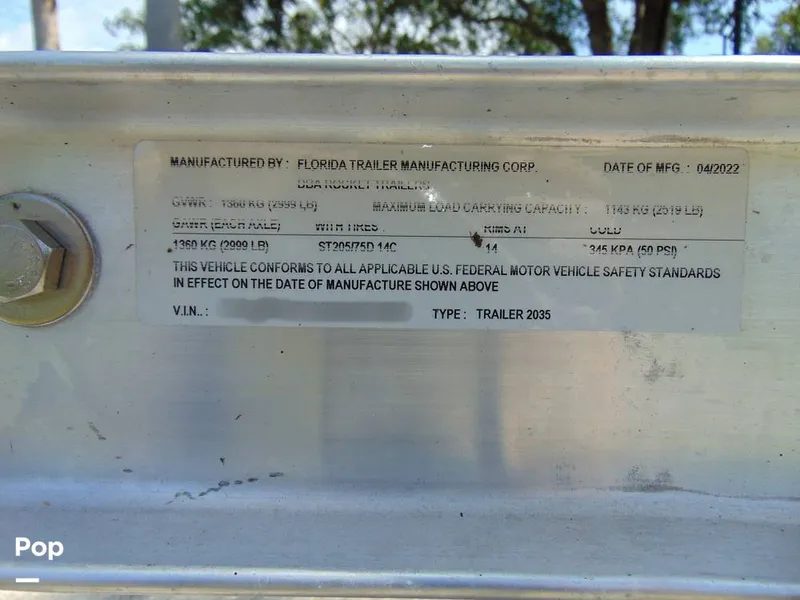 MANUFACTURED BY : FLORIDA TRAILER MANUFACTURING CORP. DATE OF MFG. : 04/2022
DBA ROCKET TRAILERS
GVWR : 1360 KG (2999 LB) MAXIMUM LOAD CARRYING CAPACITY : 1143 KG (2519 LB)
GAWR (EACH AXLE) WITH TIRES RIMS AT COLD
1360 KG (2999 LB) ST205/75D 14C 14 345 KPA (50 PSI)
THIS VEHICLE CONFORMS TO ALL APPLICABLE U.S. FEDERAL MOTOR VEHICLE SAFETY STANDARDS
IN EFFECT ON THE DATE OF MANUFACTURE SHOWN ABOVE
V.I.N.. : TYPE : TRAILER 2035
Pop